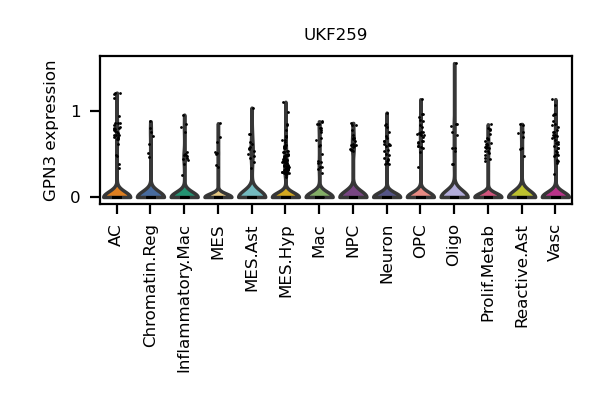 UKF259
GPN3 expression
1
0
AC
Chromatin.Reg
Inflammatory.Mac
MES
MES.Ast
MES.Hyp
Mac
NPC
Neuron
OPC
Oligo
Prolif.Metab
Reactive.Ast
Vasc